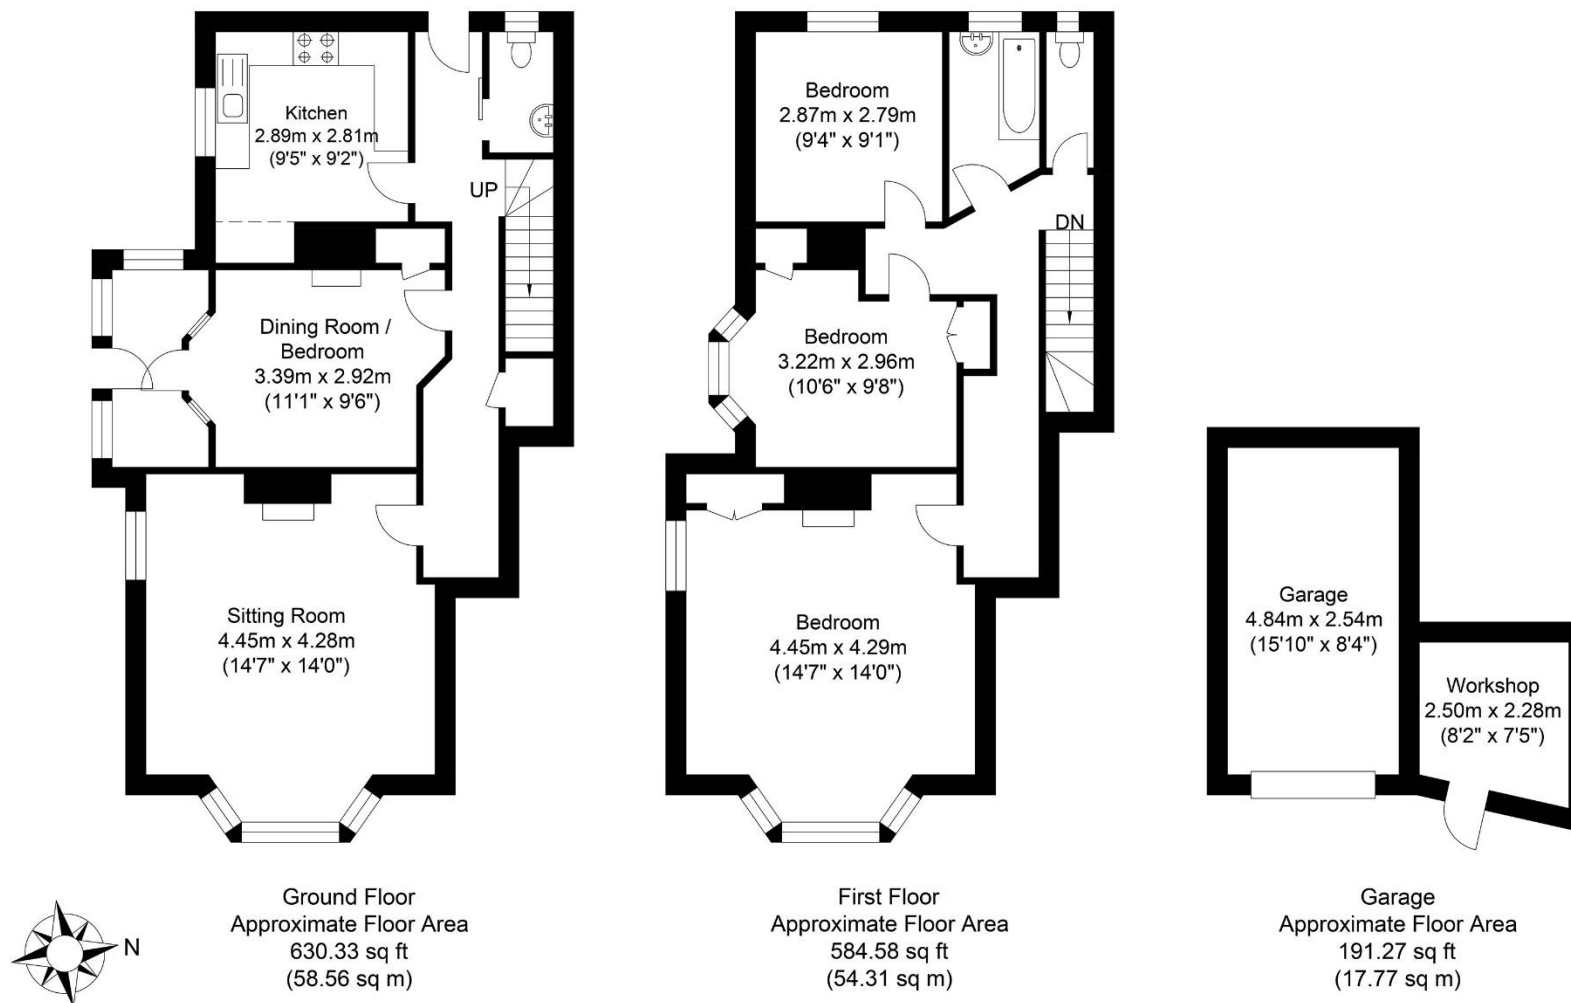 Kitchen
2.89m x 2.81m
(9'5" x 9'2")
UP
Dining Room /
Bedroom
3.39m x 2.92m
(11'1" x 9'6")
Sitting Room
4.45m x 4.28m
(14'7" x 14'0")
Ground Floor
Approximate Floor Area
630.33 sq ft
(58.56 sq m)
N
Bedroom
2.87m x 2.79m
(9'4" x 9'1")
DN
Bedroom
3.22m x 2.96m
(10'6" x 9'8")
Bedroom
4.45m x 4.29m
(14'7" x 14'0")
First Floor
Approximate Floor Area
584.58 sq ft
(54.31 sq m)
Garage
4.84m x 2.54m
(15'10" x 8'4")
Workshop
2.50m x 2.28m
(8'2" x 7'5")
Garage
Approximate Floor Area
191.27 sq ft
(17.77 sq m)